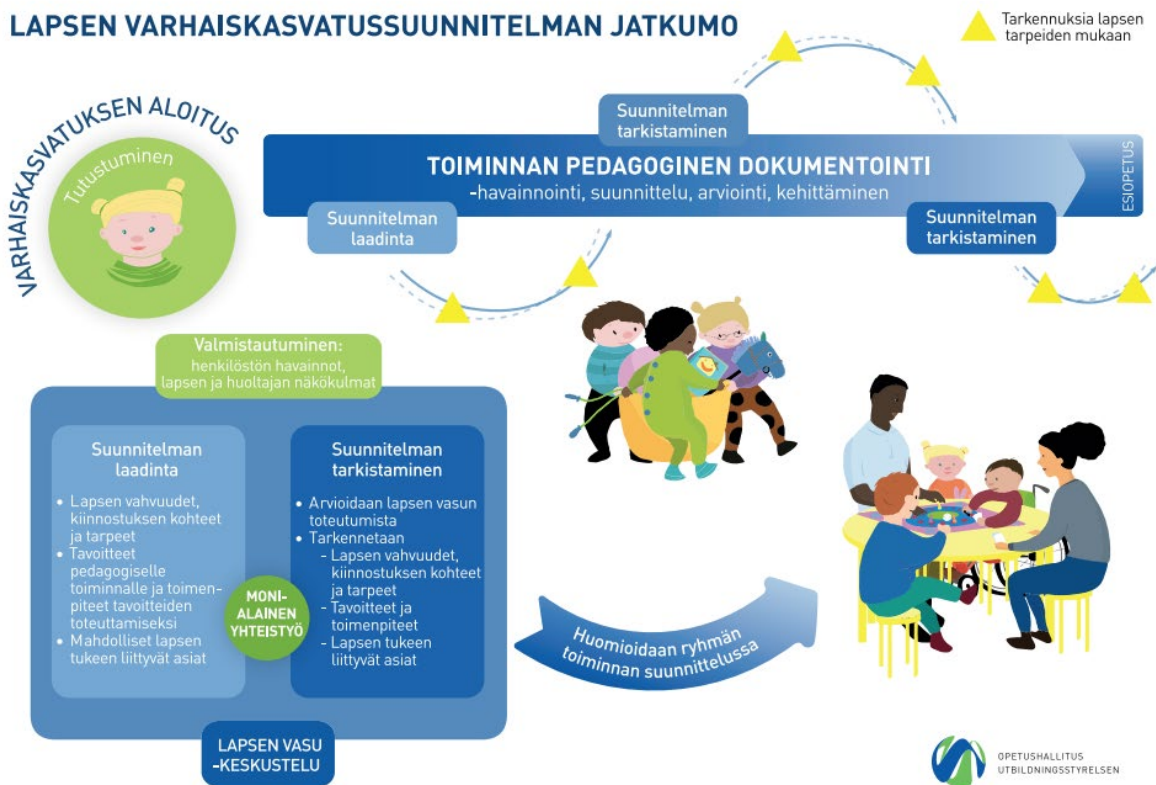 LAPSEN VARHAISKASVATUSSUUNNITELMAN JATKUMO
Tarkennuksia lapsen
tarpeiden mukaan
VARHAISKASVATUKSEN ALOITUS
Tutustuminen
Suunnitelman
tarkistaminen
TOIMINNAN PEDAGOGINEN DOKUMENTOINTI
-havainnointi, suunnittelu, arviointi, kehittäminen
ESIOPETUS
Suunnitelman
laadinta
Suunnitelman
tarkistaminen
Valmistautuminen:
henkilöstön havainnot,
lapsen ja huoltajan näkökulmat
Suunnitelman
laadinta
• Lapsen vahvuudet,
kiinnostuksen kohteet
ja tarpeet
• Tavoitteet
pedagogiselle
toiminnalle ja toimen-
piteet tavoitteiden
toteuttamiseksi
• Mahdolliset lapsen
tukeen liittyvät asiat
MONI-
ALAINEN
YHTEISTYÖ
Suunnitelman
tarkistaminen
• Arvioidaan lapsen vasun
toteutumista
• Tarkennetaan
- Lapsen vahvuudet,
kiinnostuksen kohteet
ja tarpeet
- Tavoitteet ja
toimenpiteet
- Lapsen tukeen
liittyvät asiat
LAPSEN VASU
-KESKUSTELU
Huomioidaan ryhmän
toiminnan suunnittelussa
OPETUSHALLITUS
UTBILDNINGSSTYRELSEN